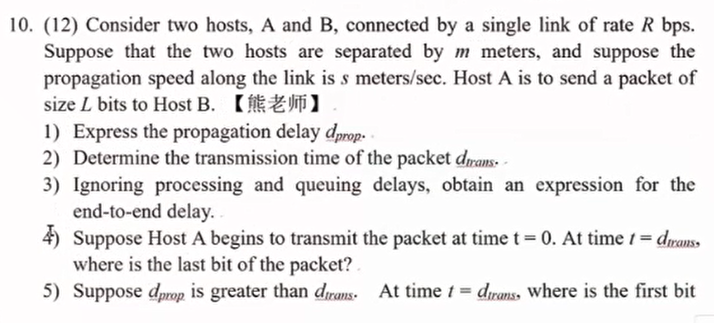 10. (12) Consider two hosts, A and B, connected by a single link of rate R bps.
Suppose that the two hosts are separated by m meters, and suppose the
propagation speed along the link is s meters/sec. Host A is to send a packet of
size L bits to Host B. 【熊老师】
1) Express the propagation delay dprop.
2) Determine the transmission time of the packet dtrans.
3) Ignoring processing and queuing delays, obtain an expression for the
end-to-end delay.
4) Suppose Host A begins to transmit the packet at time t = 0. At time t = dtrans,
where is the last bit of the packet?
5) Suppose dprop is greater than dtrans. At time t = dtrans, where is the first bit